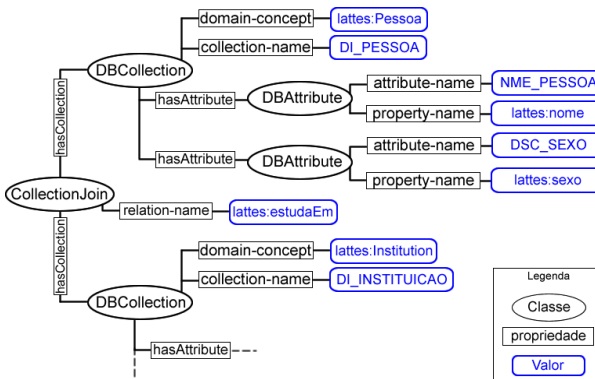 domain-concept lattes:Pessoa
collection-name DI_PESSOA
DBCollection
hasAttribute DBAttribute
attribute-name NME_PESSOA
property-name lattes:nome
hasCollection
hasAttribute DBAttribute
attribute-name DSC_SEXO
property-name lattes:sexo
CollectionJoin
relation-name lattes:estudaEm
hasCollection
domain-concept lattes:Institution
collection-name DI_INSTITUICAO
DBCollection
hasAttribute
Legenda
Classe
propriedade
Valor